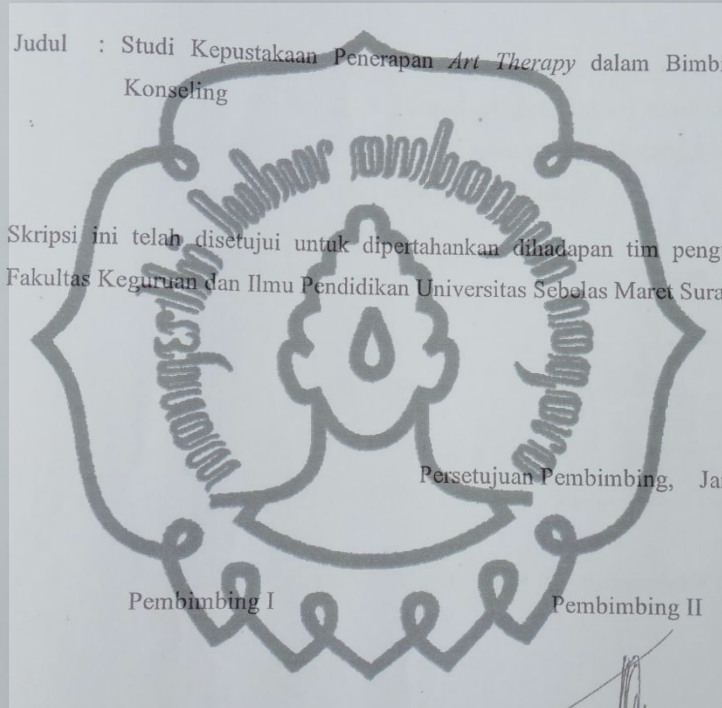 Judul : Studi Kepustakaan Penerapan Art Therapy dalam
Konseling
Skripsi ini telah disetujui untuk dipertahankan dihadapan tim
Fakultas Keguruan dan Ilmu Pendidikan Universitas Sebelas Maret
Persetujuan Pembimbing,
Pembimbing I Pembimbing II